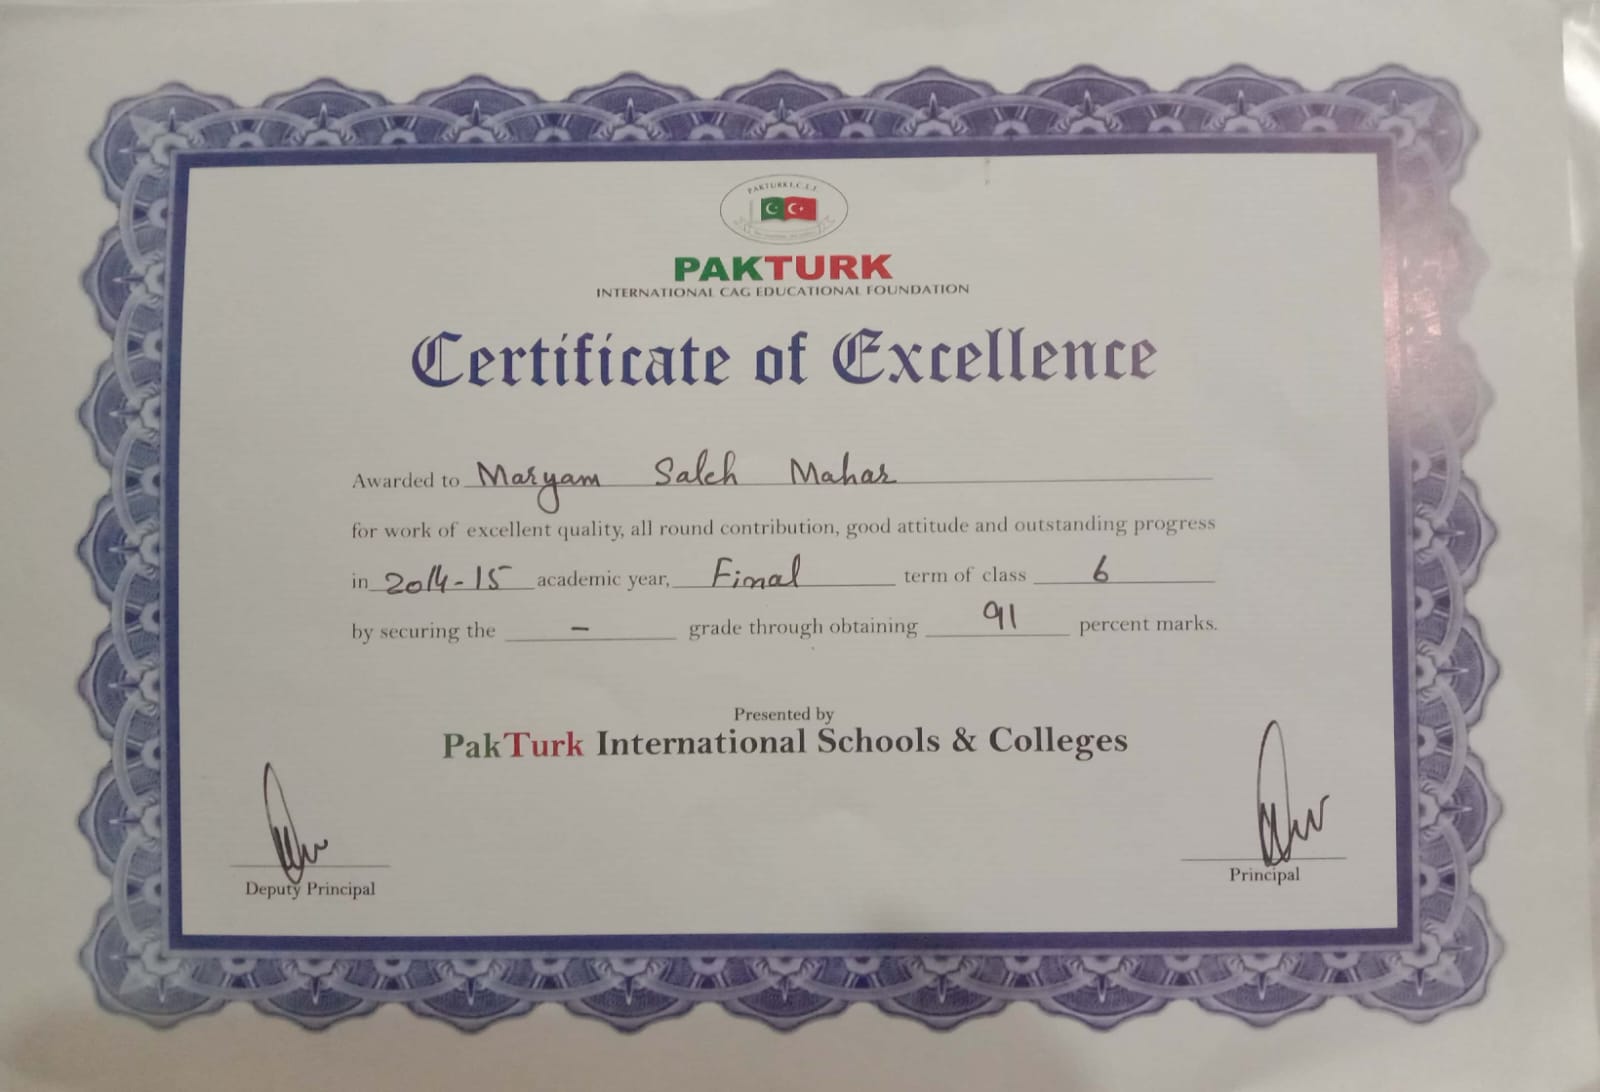 PAKTURK I.C.E.F
PAKTURK
INTERNATIONAL CAG EDUCATIONAL FOUNDATION
Certificate of Excellence
Awarded to Maryam Saleh Mahar
for work of excellent quality, all round contribution, good attitude and outstanding progress
in 2014-15 academic year, Final term of class 6
by securing the – grade through obtaining 91 percent marks.
Presented by
PakTurk International Schools & Colleges
Deputy Principal
Principal